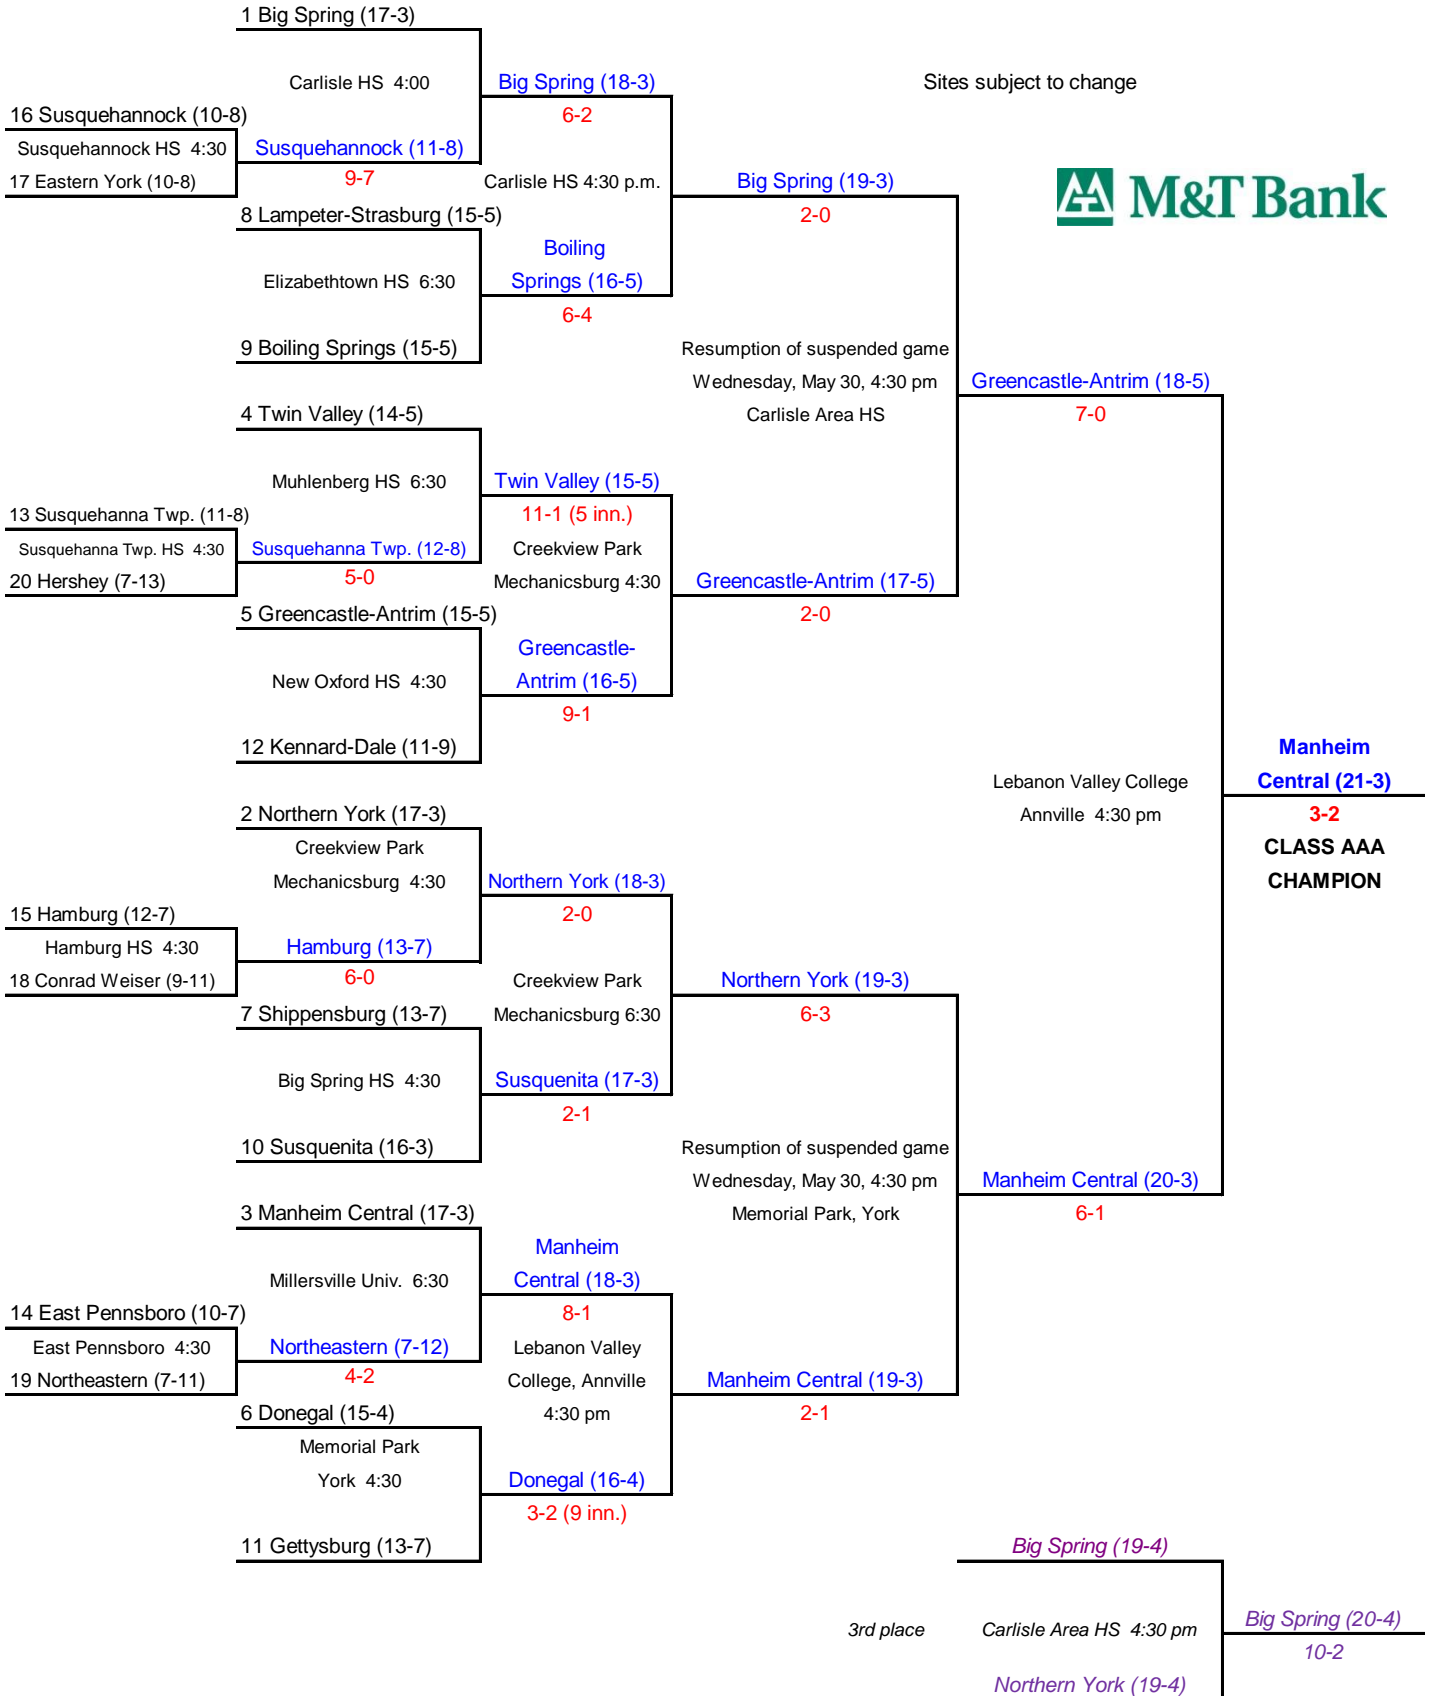 1 Big Spring (17-3)
Carlisle HS  4:00
Big Spring (18-3)
Sites subject to change
16 Susquehannock (10-8)
6-2
Susquehannock HS  4:30
Susquehannock (11-8)
17 Eastern York (10-8)
9-7
Carlisle HS 4:30 p.m.
Big Spring (19-3)
M&T Bank
8 Lampeter-Strasburg (15-5)
2-0
Boiling
Elizabethtown HS  6:30
Springs (16-5)
6-4
9 Boiling Springs (15-5)
Resumption of suspended game
Wednesday, May 30, 4:30 pm
Greencastle-Antrim (18-5)
4 Twin Valley (14-5)
Carlisle Area HS
7-0
Muhlenberg HS  6:30
Twin Valley (15-5)
13 Susquehanna Twp. (11-8)
11-1 (5 inn.)
Susquehanna Twp. HS  4:30
Susquehanna Twp. (12-8)
Creekview Park
20 Hershey (7-13)
5-0
Mechanicsburg 4:30
Greencastle-Antrim (17-5)
5 Greencastle-Antrim (15-5)
2-0
Greencastle-
New Oxford HS  4:30
Antrim (16-5)
9-1
12 Kennard-Dale (11-9)
Manheim
Lebanon Valley College
Central (21-3)
2 Northern York (17-3)
Annville  4:30 pm
3-2
Creekview Park
CLASS AAA
Mechanicsburg  4:30
Northern York (18-3)
CHAMPION
15 Hamburg (12-7)
2-0
Hamburg HS  4:30
Hamburg (13-7)
18 Conrad Weiser (9-11)
6-0
Creekview Park
Northern York (19-3)
7 Shippensburg (13-7)
Mechanicsburg 6:30
6-3
Big Spring HS  4:30
Susquenita (17-3)
2-1
10 Susquenita (16-3)
Resumption of suspended game
Wednesday, May 30, 4:30 pm
Manheim Central (20-3)
3 Manheim Central (17-3)
Memorial Park, York
6-1
Manheim
Millersville Univ.  6:30
Central (18-3)
14 East Pennsboro (10-7)
8-1
East Pennsboro  4:30
Northeastern (7-12)
Lebanon Valley
19 Northeastern (7-11)
4-2
College, Annville
Manheim Central (19-3)
6 Donegal (15-4)
4:30 pm
2-1
Memorial Park
York  4:30
Donegal (16-4)
3-2 (9 inn.)
11 Gettysburg (13-7)
Big Spring (19-4)
3rd place
Carlisle Area HS  4:30 pm
Big Spring (20-4)
10-2
Northern York (19-4)